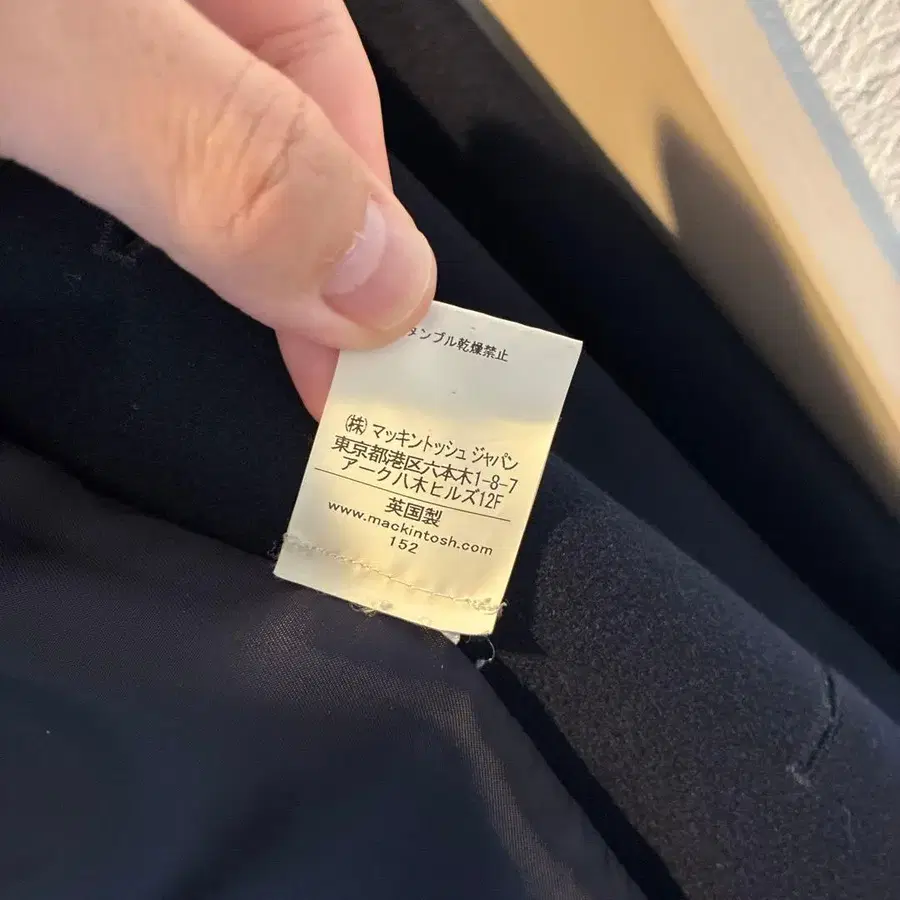 タンブル乾燥禁止
(株) マッキントッシュ ジャパン
東京都港区六本木1-8-7
アーク八木ヒルズ12F
英国製
www.mackintosh.com
152